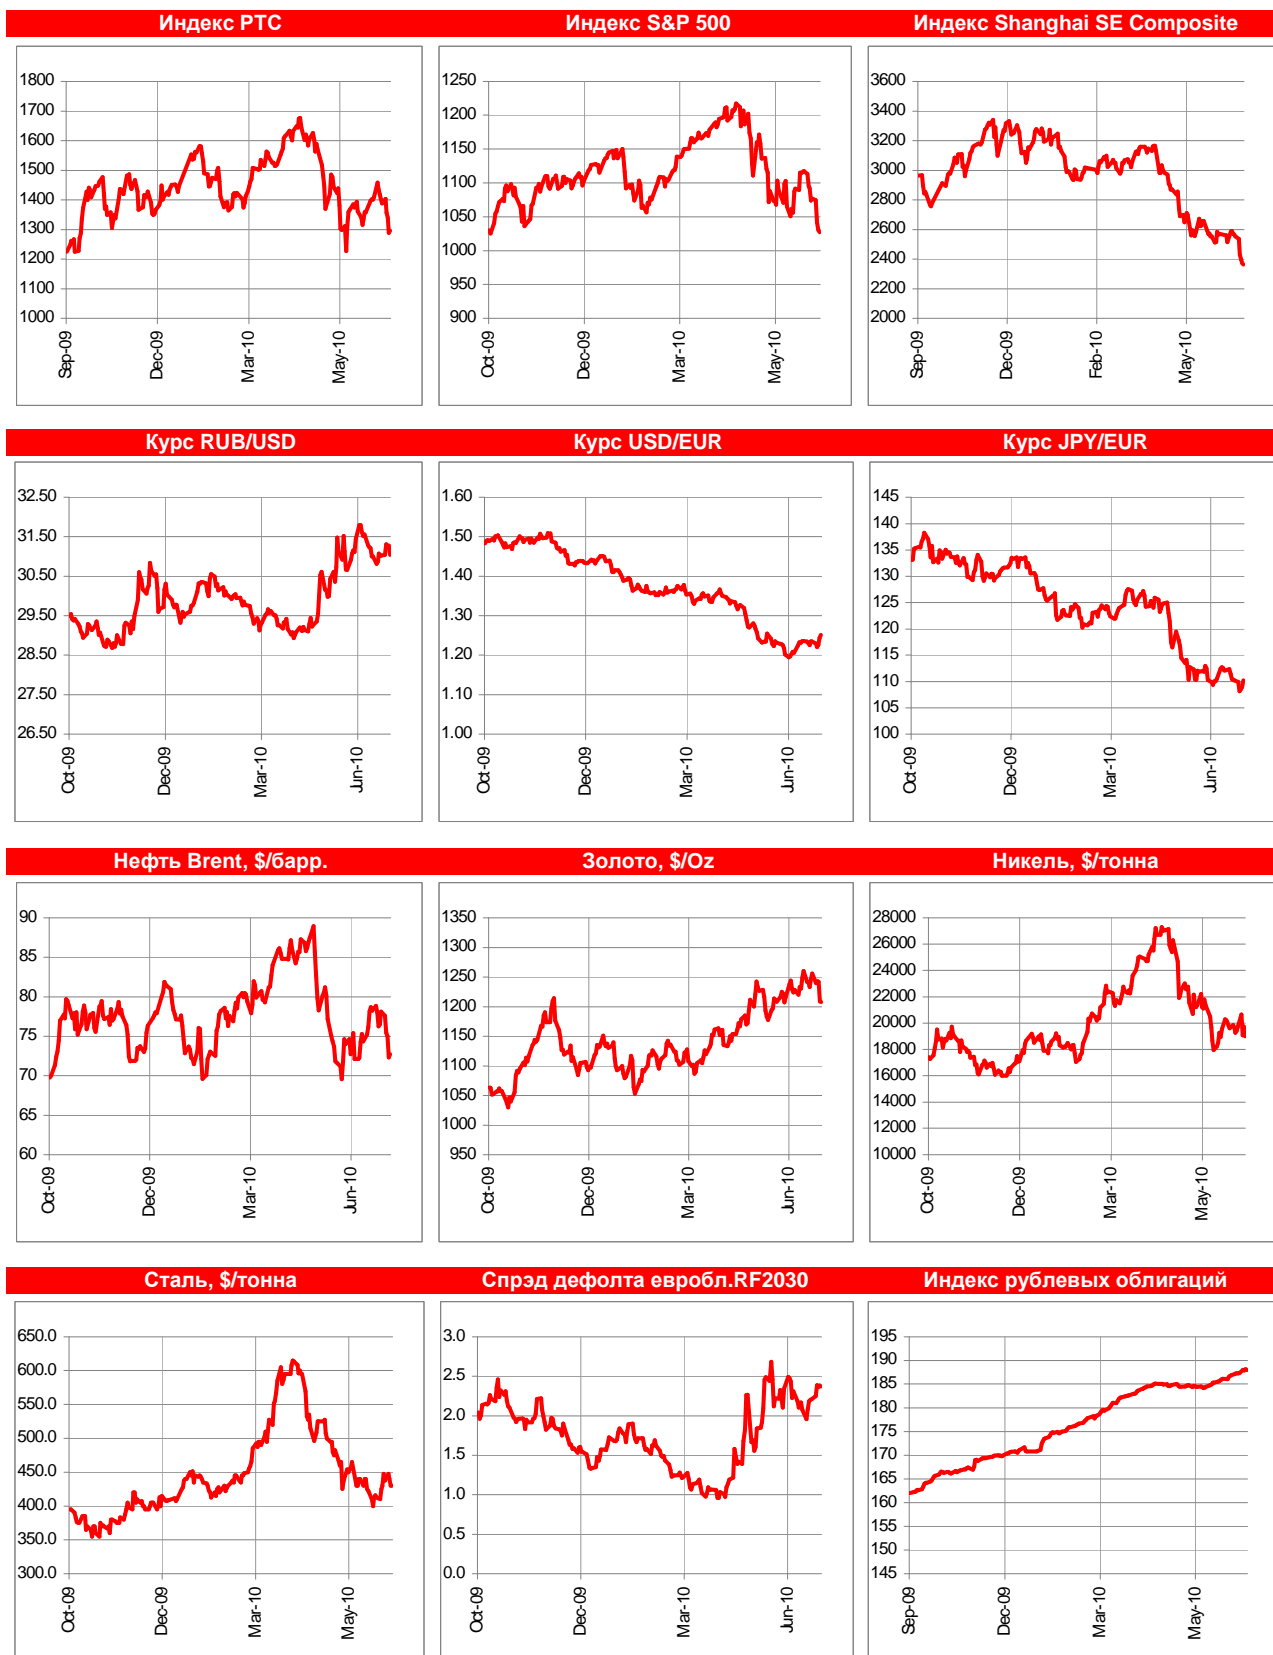 Индекс РТС
Индекс S&P 500
Индекс Shanghai SE Composite
1800
1700
1600
1500
1400
1300
1200
1100
1000
Sep-09
Dec-09
Mar-10
May-10
1250
1200
1150
1100
1050
1000
950
900
Oct-09
Dec-09
Mar-10
May-10
3600
3400
3200
3000
2800
2600
2400
2200
2000
Sep-09
Dec-09
Feb-10
May-10
Курс RUB/USD
Курс USD/EUR
Курс JPY/EUR
32.50
31.50
30.50
29.50
28.50
27.50
26.50
Oct-09
Dec-09
Mar-10
Jun-10
1.60
1.50
1.40
1.30
1.20
1.10
1.00
Oct-09
Dec-09
Mar-10
Jun-10
145
140
135
130
125
120
115
110
105
100
Oct-09
Dec-09
Mar-10
Jun-10
Нефть Brent, $/барр.
Золото, $/Oz
Никель, $/тонна
90
85
80
75
70
65
60
Oct-09
Dec-09
Mar-10
Jun-10
1350
1300
1250
1200
1150
1100
1050
1000
950
Oct-09
Dec-09
Mar-10
Jun-10
28000
26000
24000
22000
20000
18000
16000
14000
12000
10000
Oct-09
Dec-09
Mar-10
May-10
Сталь, $/тонна
Спрэд дефолта евробл.RF2030
Индекс рублевых облигаций
650.0
600.0
550.0
500.0
450.0
400.0
350.0
300.0
Oct-09
Dec-09
Mar-10
May-10
3.0
2.5
2.0
1.5
1.0
0.5
0.0
Oct-09
Dec-09
Mar-10
Jun-10
195
190
185
180
175
170
165
160
155
150
145
Sep-09
Dec-09
Mar-10
May-10